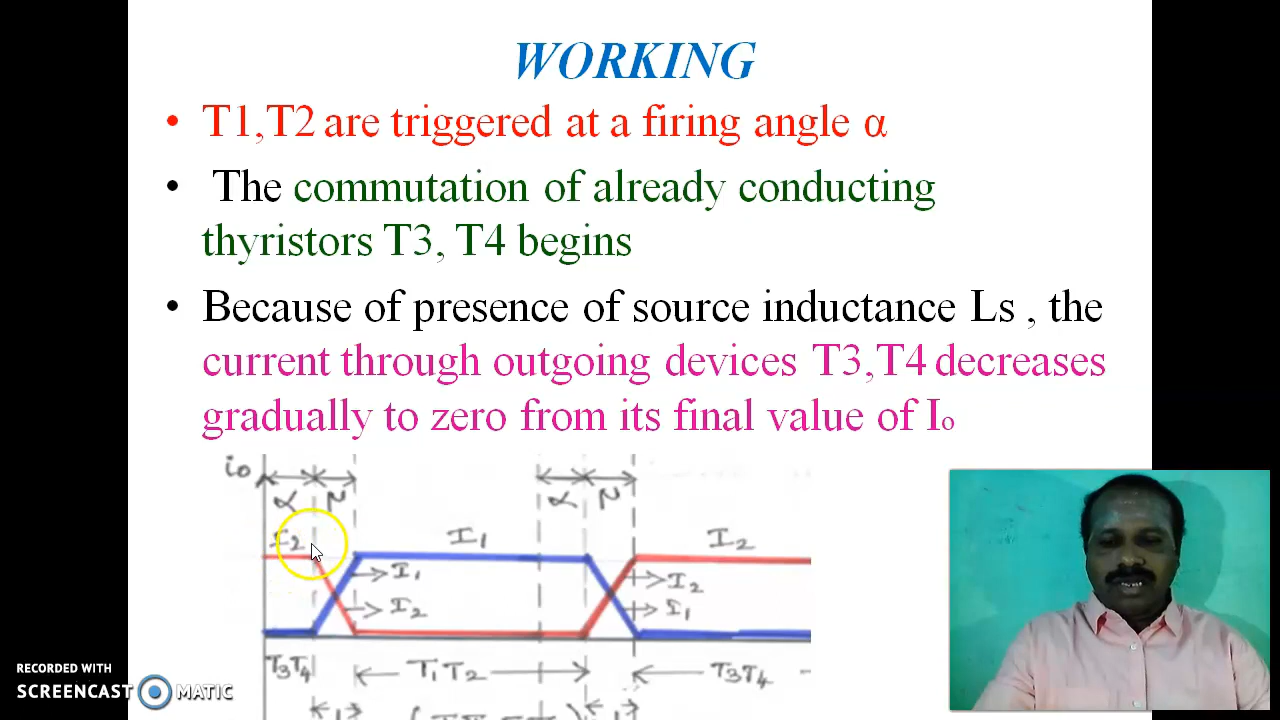 WORKING
• T1,T2 are triggered at a firing angle α
• The commutation of already conducting
thyristors T3, T4 begins
• Because of presence of source inductance Ls , the
current through outgoing devices T3,T4 decreases
gradually to zero from its final value of Io
io
α μ α μ
I2 I1 I2
I1 I2
I2 I1
T3T4 T1T2 T3T4
RECORDED WITH
SCREENCAST MATIC